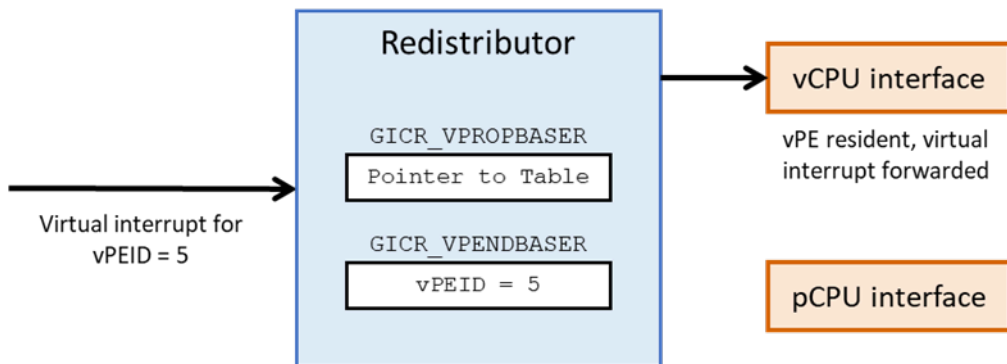 Redistributor
GICR_VPROPBASER
Pointer to Table
GICR_VPENDBASER
vPEID = 5
Virtual interrupt for
vPEID = 5
vCPU interface
vPE resident, virtual
interrupt forwarded
pCPU interface